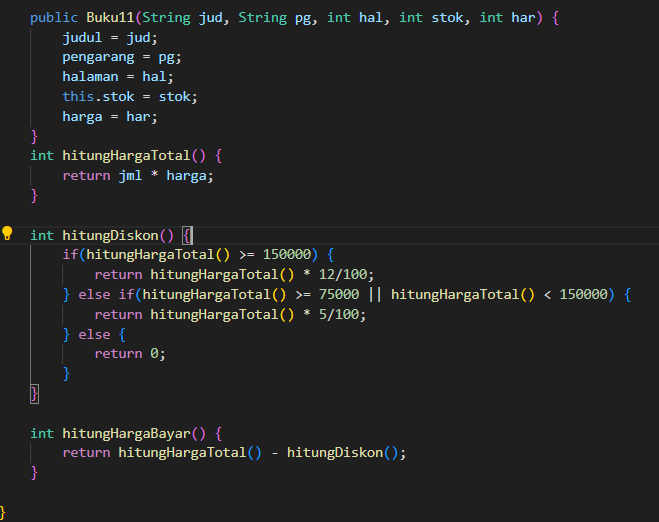 public Buku11(String jud, String pg, int hal, int stok, int har) {
judul = jud;
pengarang = pg;
halaman = hal;
this.stok = stok;
harga = har;
}
int hitungHargaTotal() {
return jml * harga;
}
int hitungDiskon() {
if(hitungHargaTotal() >= 150000) {
return hitungHargaTotal() * 12/100;
} else if(hitungHargaTotal() >= 75000 || hitungHargaTotal() < 150000) {
return hitungHargaTotal() * 5/100;
} else {
return 0;
}
}
int hitungHargaBayar() {
return hitungHargaTotal() - hitungDiskon();
}
}